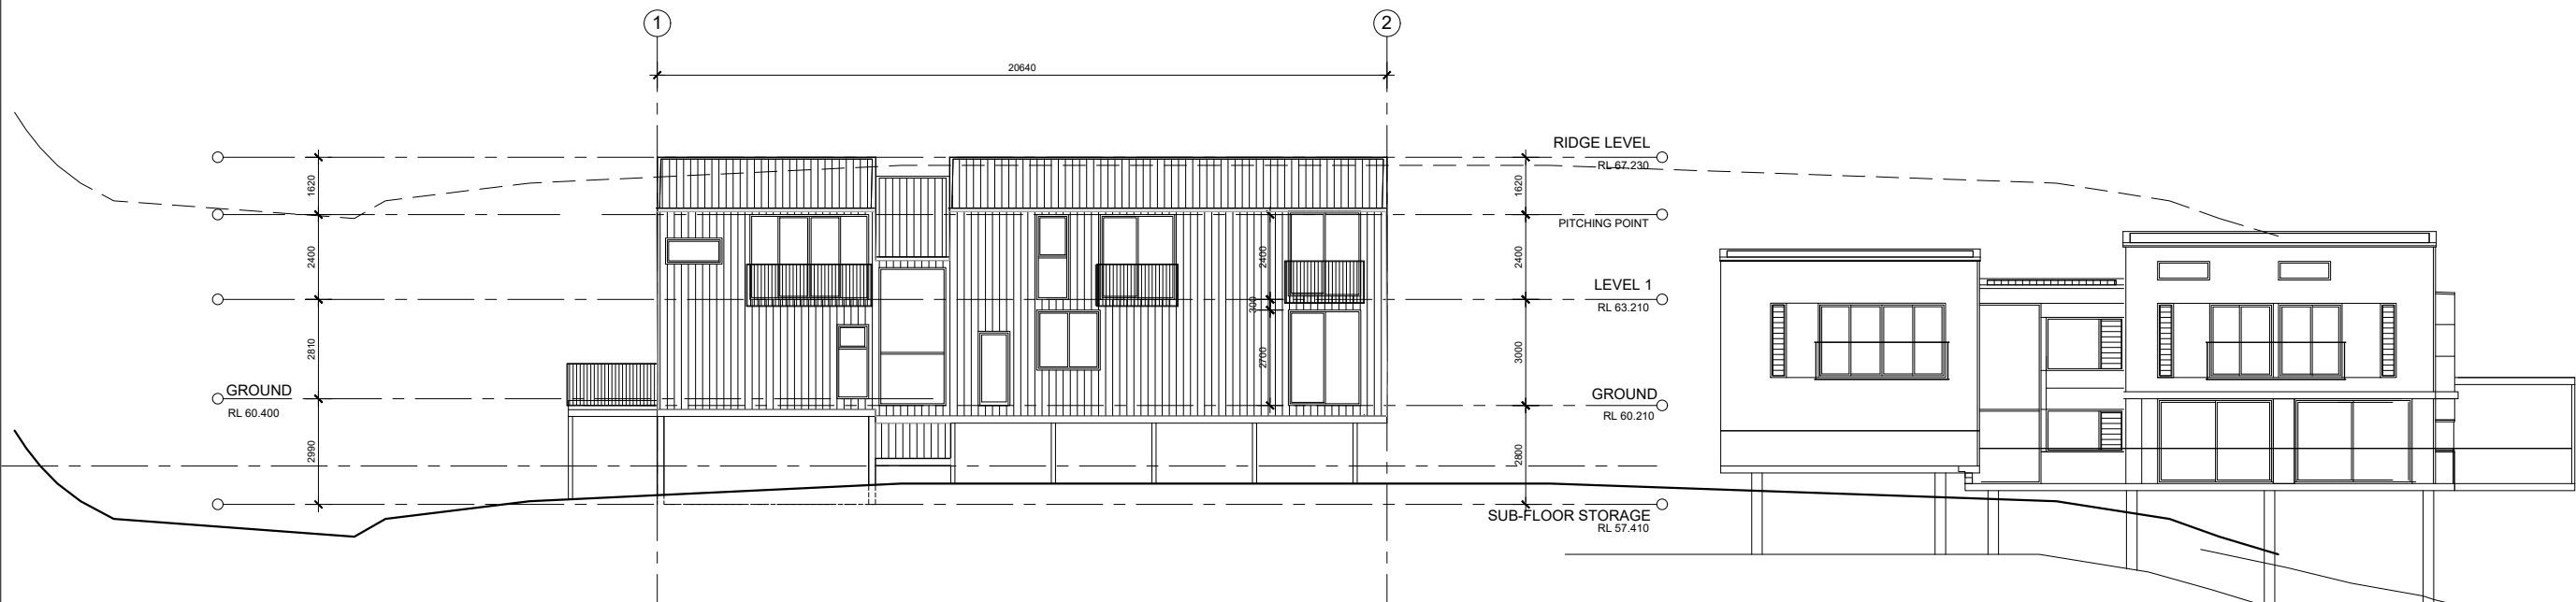 1
2
20640
RIDGE LEVEL
RL 67.230
1620
1620
PITCHING POINT
2400
2400
2400
LEVEL 1
RL 63.210
300
2810
2700
3000
GROUND
RL 60.400
GROUND
RL 60.210
2990
2800
SUB-FLOOR STORAGE
RL 57.410